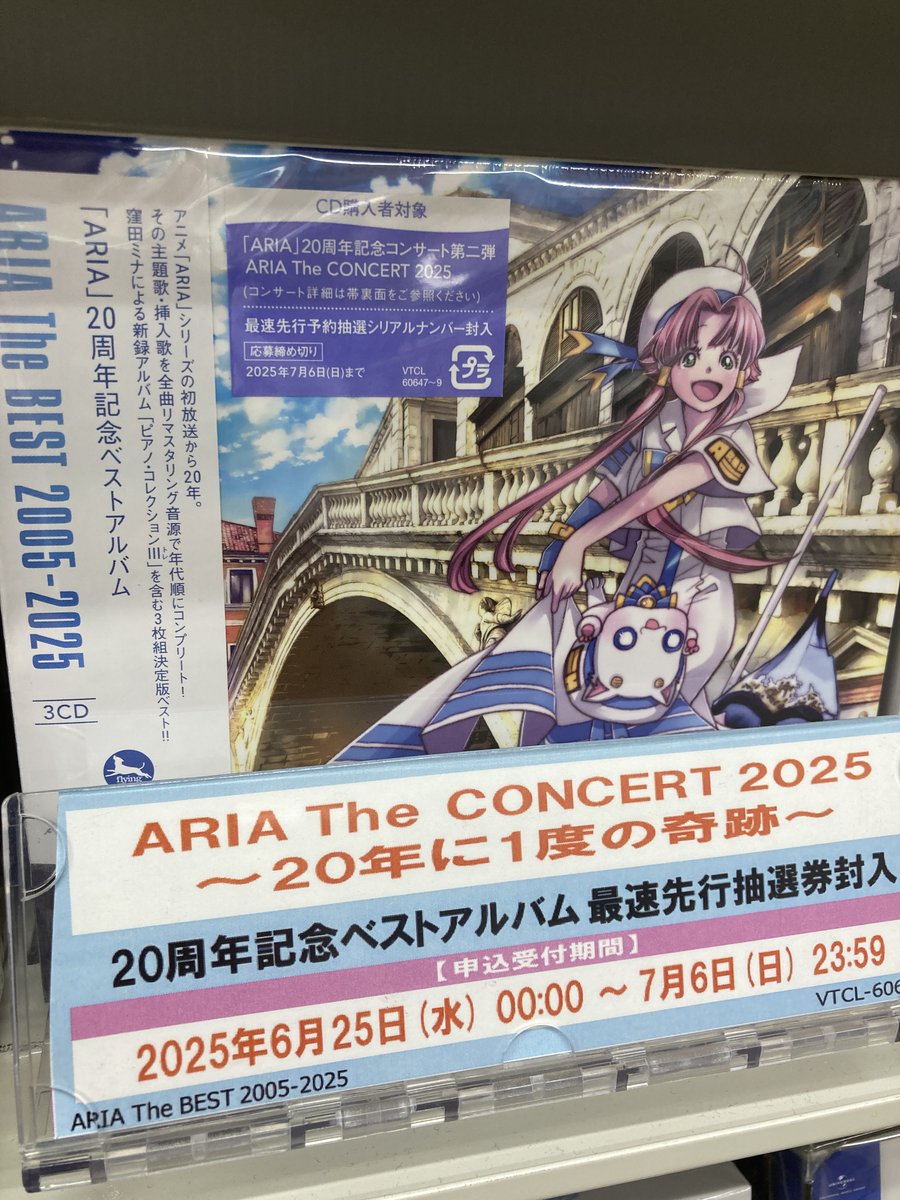 ARIA The BEST 2005-2025
「ARIA」20周年記念ベストアルバム
アニメ「ARIA」シリーズの初放送から20年。
その主題歌・挿入歌を全曲リマスタリング音源で年代順にコンプリート！
窪田ミナによる新録アルバム「ピアノ・コレクションⅢ」を含む3枚組決定版ベスト!!
トレ
3CD
flying
CD購入者対象
「ARIA」20周年記念コンサート第二弾
ARIA The CONCERT 2025
(コンサート詳細は帯裏面をご参照ください)
最速先行予約抽選シリアルナンバー封入
応募締め切り
2025年7月6日(日)まで
VTCL
60647〜9
プラ
ARIA The CONCERT 2025
〜20年に1度の奇跡〜
20周年記念ベストアルバム 最速先行抽選券封入
【申込受付期間】
2025年6月25日(水) 00:00 〜 7月6日(日) 23:59
VTCL-606
ARIA The BEST 2005-2025
UNIVERSAL